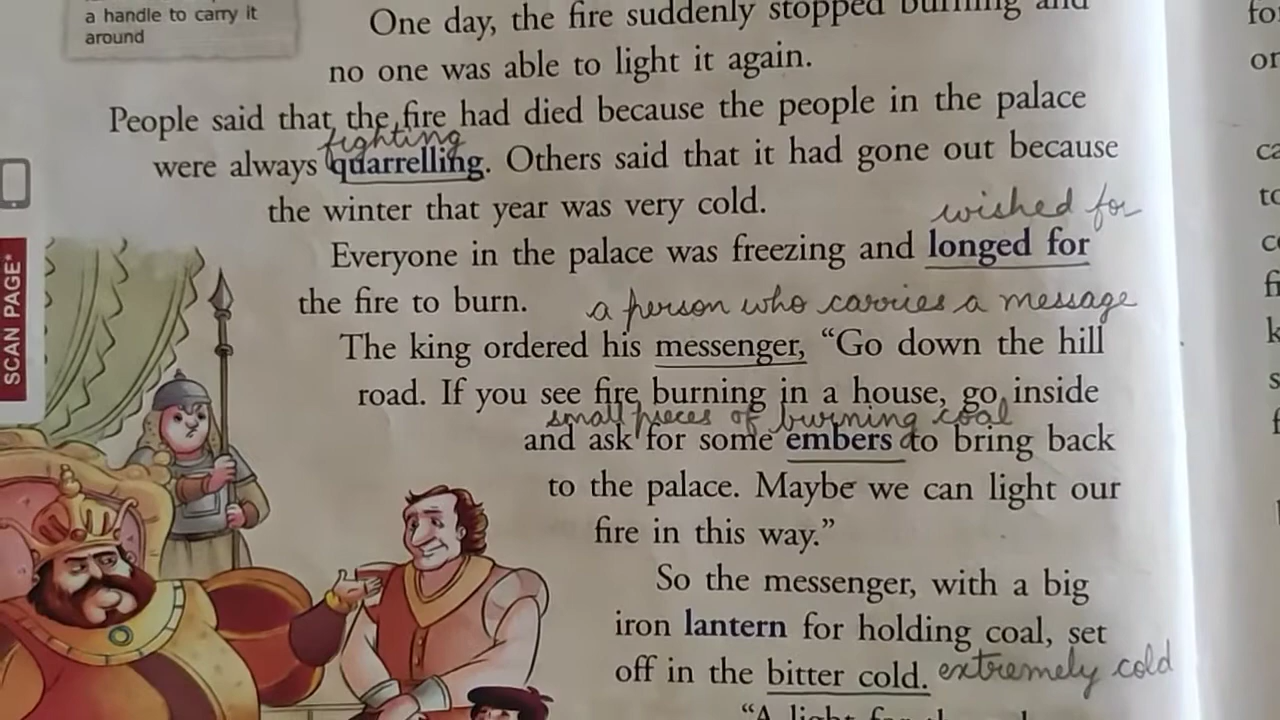 a handle to carry it
around
One day, the fire suddenly stopped burning and
no one was able to light it again.
People said that the fire had died because the people in the palace
fighting
were always quarrelling. Others said that it had gone out because
the winter that year was very cold.
wished for
Everyone in the palace was freezing and longed for
the fire to burn.
a person who carries a message
The king ordered his messenger, “Go down the hill
road. If you see fire burning in a house, go inside
small pieces of burning coal
and ask for some embers to bring back
to the palace. Maybe we can light our
fire in this way.”
So the messenger, with a big
iron lantern for holding coal, set
off in the bitter cold. extremely cold
“A light for
SCAN PAGE*